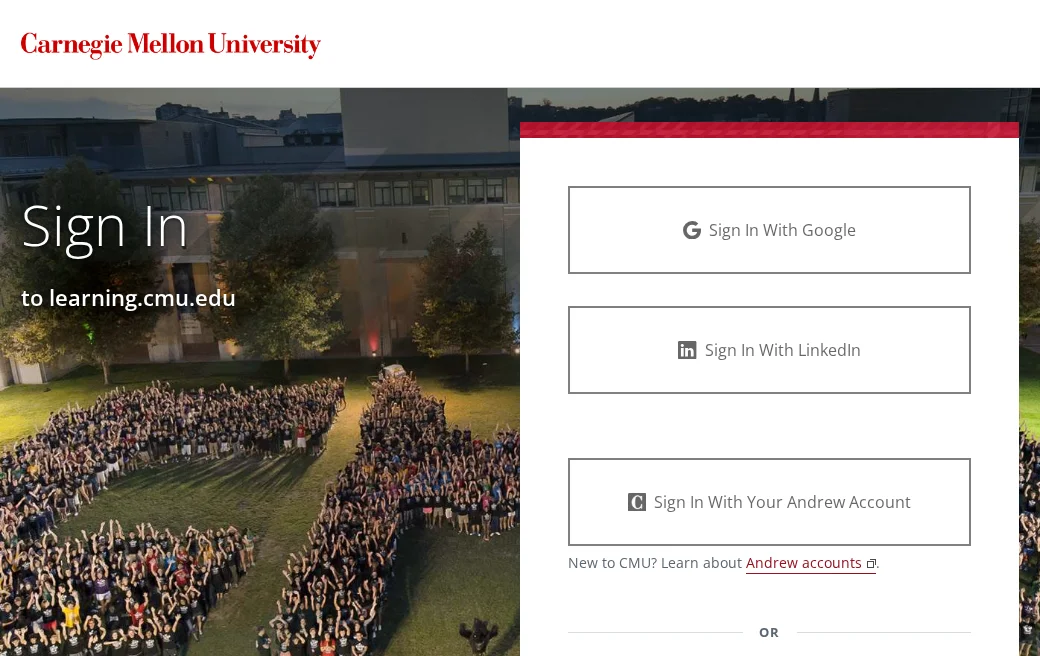 Carnegie Mellon University
Sign In
to learning.cmu.edu
Sign In With Google
Sign In With LinkedIn
Sign In With Your Andrew Account
New to CMU? Learn about Andrew accounts.
OR